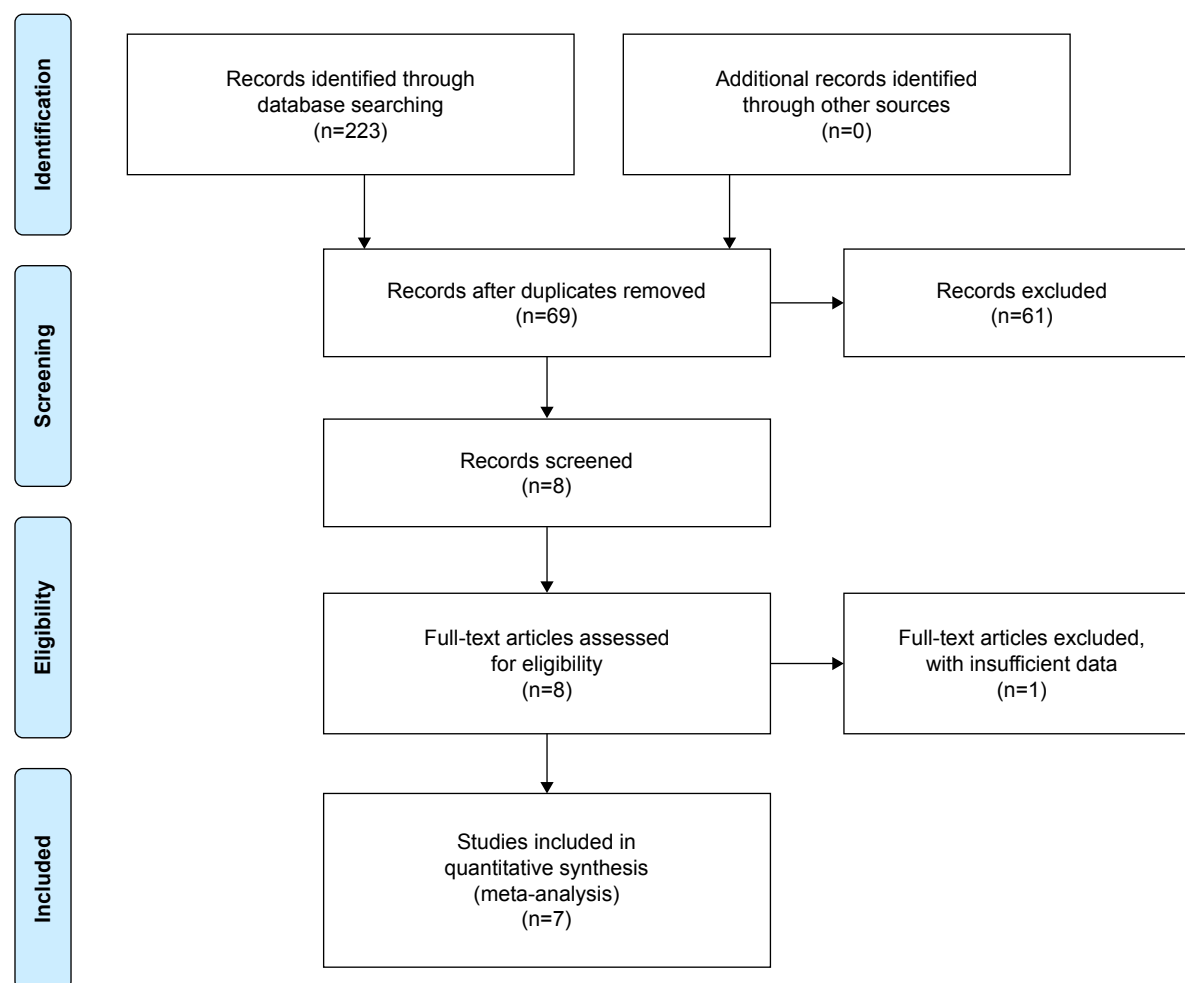 Identification
Records identified through
database searching
(n=223)
Additional records identified
through other sources
(n=0)
Screening
Records after duplicates removed
(n=69)
Records excluded
(n=61)
Records screened
(n=8)
Eligibility
Full-text articles assessed
for eligibility
(n=8)
Full-text articles excluded,
with insufficient data
(n=1)
Included
Studies included in
quantitative synthesis
(meta-analysis)
(n=7)